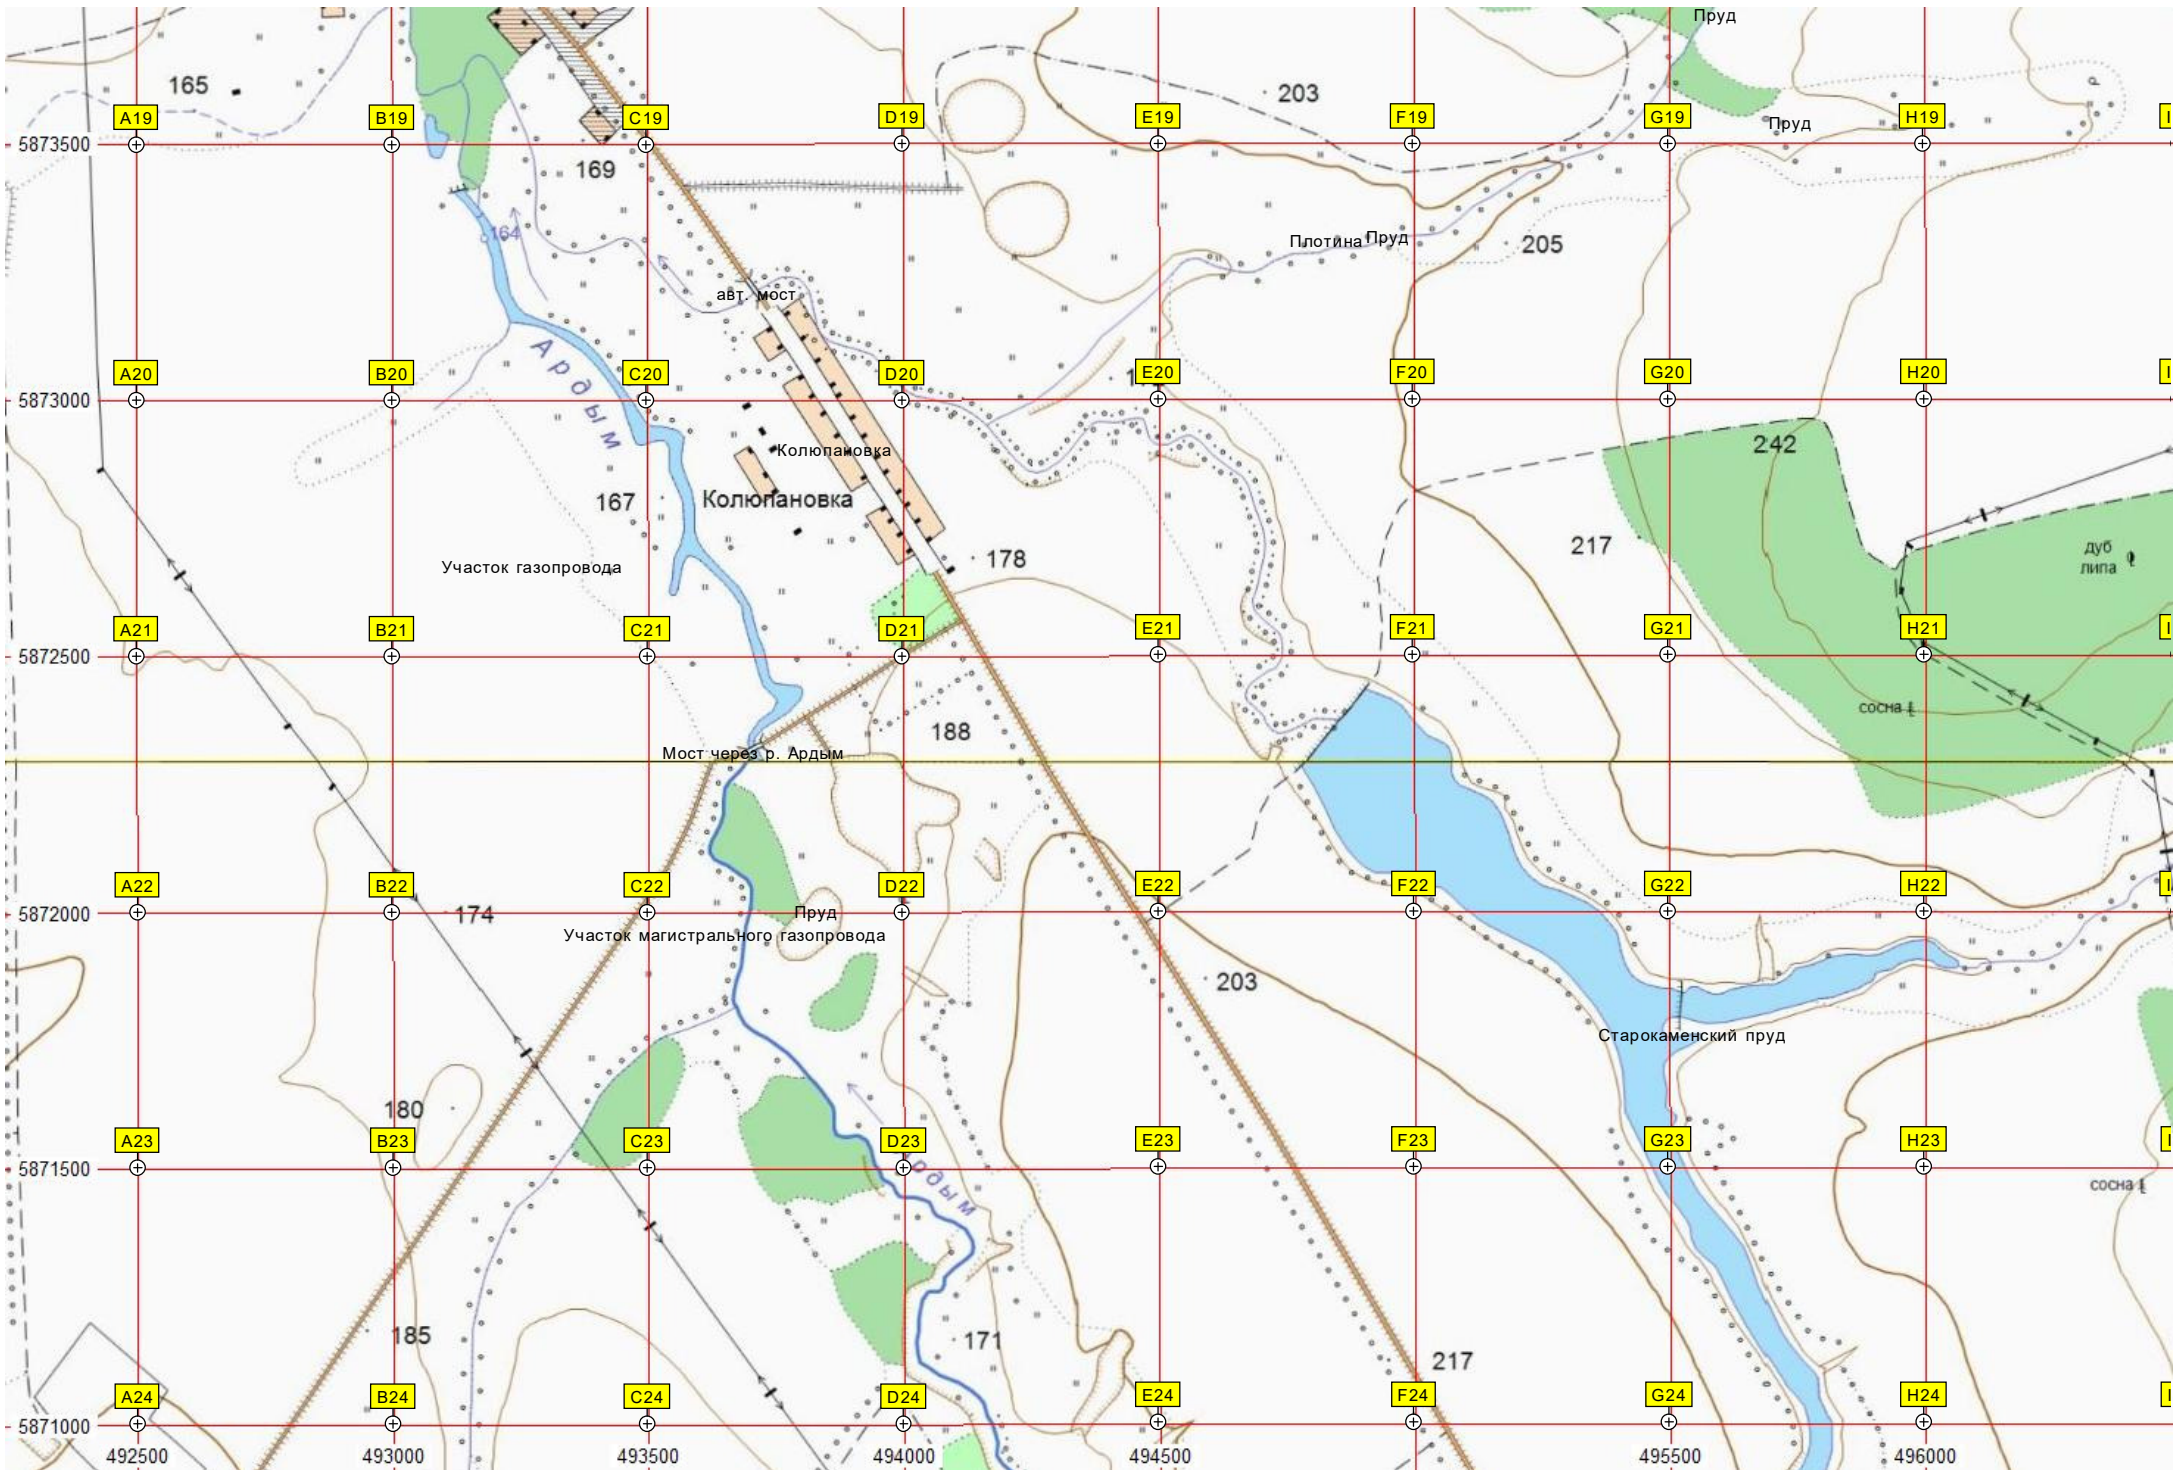 Пруд
165
203
A19
B19
C19
D19
E19
F19
G19
Пруд
H19
I
5873500
169
164
Плотина
Пруд
205
авт. мост
Ардым
A20
B20
C20
D20
E20
F20
G20
H20
I
5873000
242
Колюпановка
167
Колюпановка
217
дуб
липа
178
Участок газопровода
A21
B21
C21
D21
E21
F21
G21
H21
I
5872500
сосна
188
Мост через р. Ардым
A22
B22
C22
D22
E22
F22
G22
H22
I
5872000
174
Пруд
Участок магистрального газопровода
203
Старокаменский пруд
180
A23
B23
C23
D23
E23
F23
G23
H23
I
5871500
рдым
сосна
185
171
217
A24
B24
C24
D24
E24
F24
G24
H24
I
5871000
492500
493000
493500
494000
494500
495500
496000